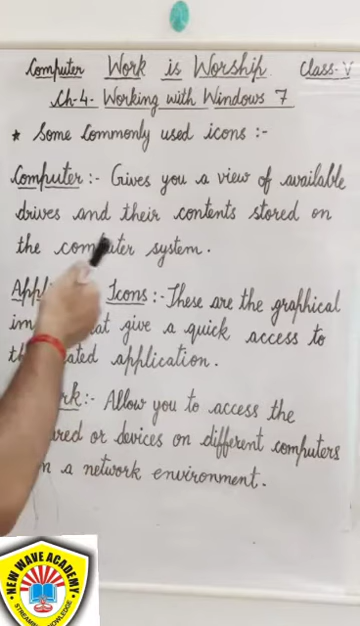 Computer Work is Worship Class-V
Ch-4- Working with Windows 7
* Some Commonly used icons :-
Computer :- Gives you a view of available
drives and their contents stored on
the computer system.
Icons :- These are the graphical
give a quick access to
application.
:- Allow you to access the
or devices on different computers
a network environment.
NEW WAVE ACADEMY